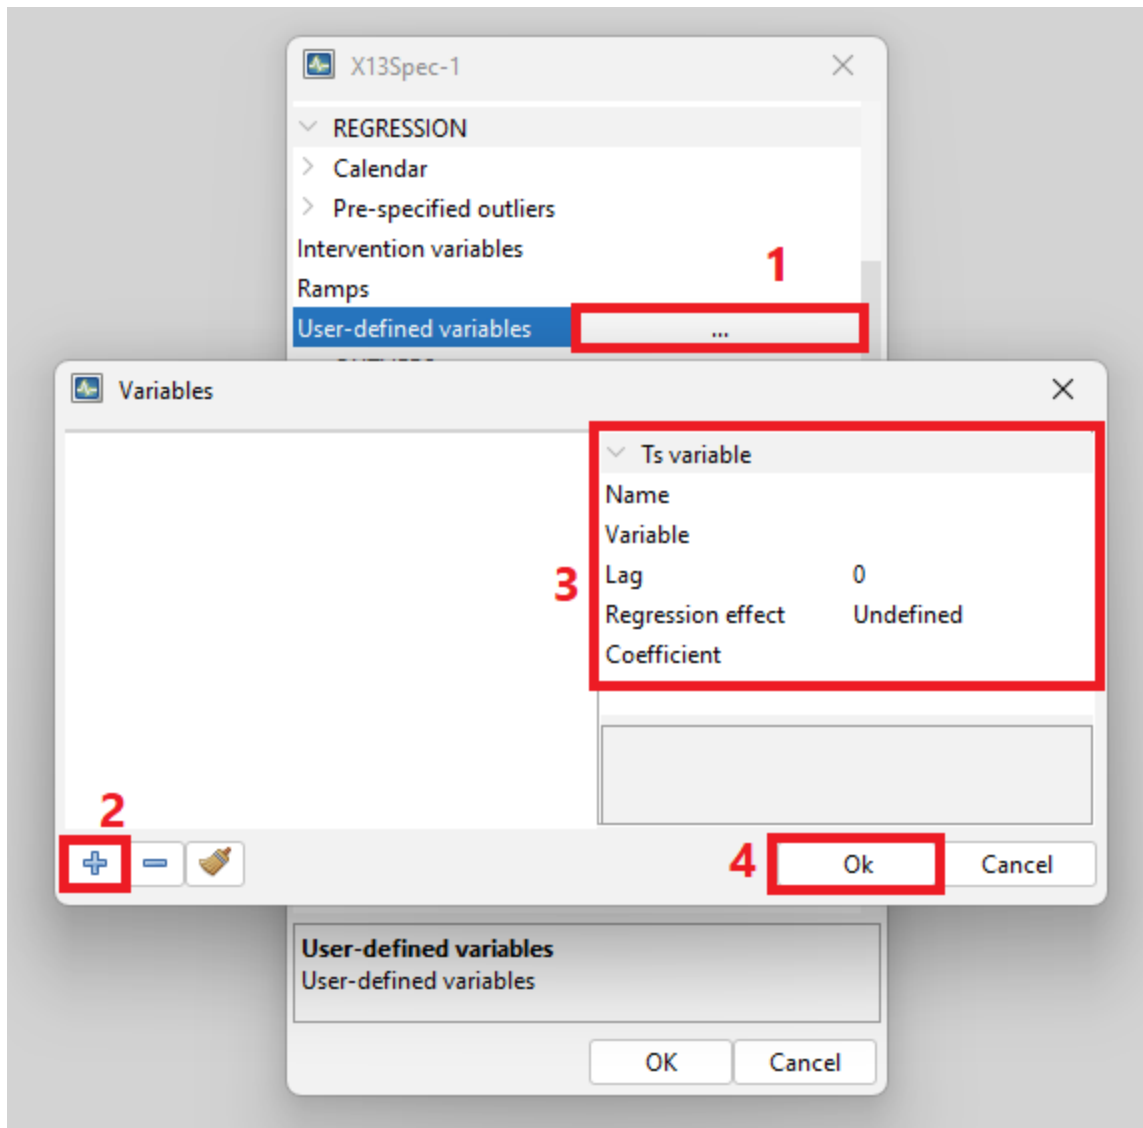 X13Spec-1
REGRESSION
Calendar
Pre-specified outliers
Intervention variables
1
Ramps
User-defined variables ...
Variables
Ts variable
Name
Variable
3
Lag 0
Regression effect Undefined
Coefficient
2
4
Ok Cancel
User-defined variables
User-defined variables
OK Cancel